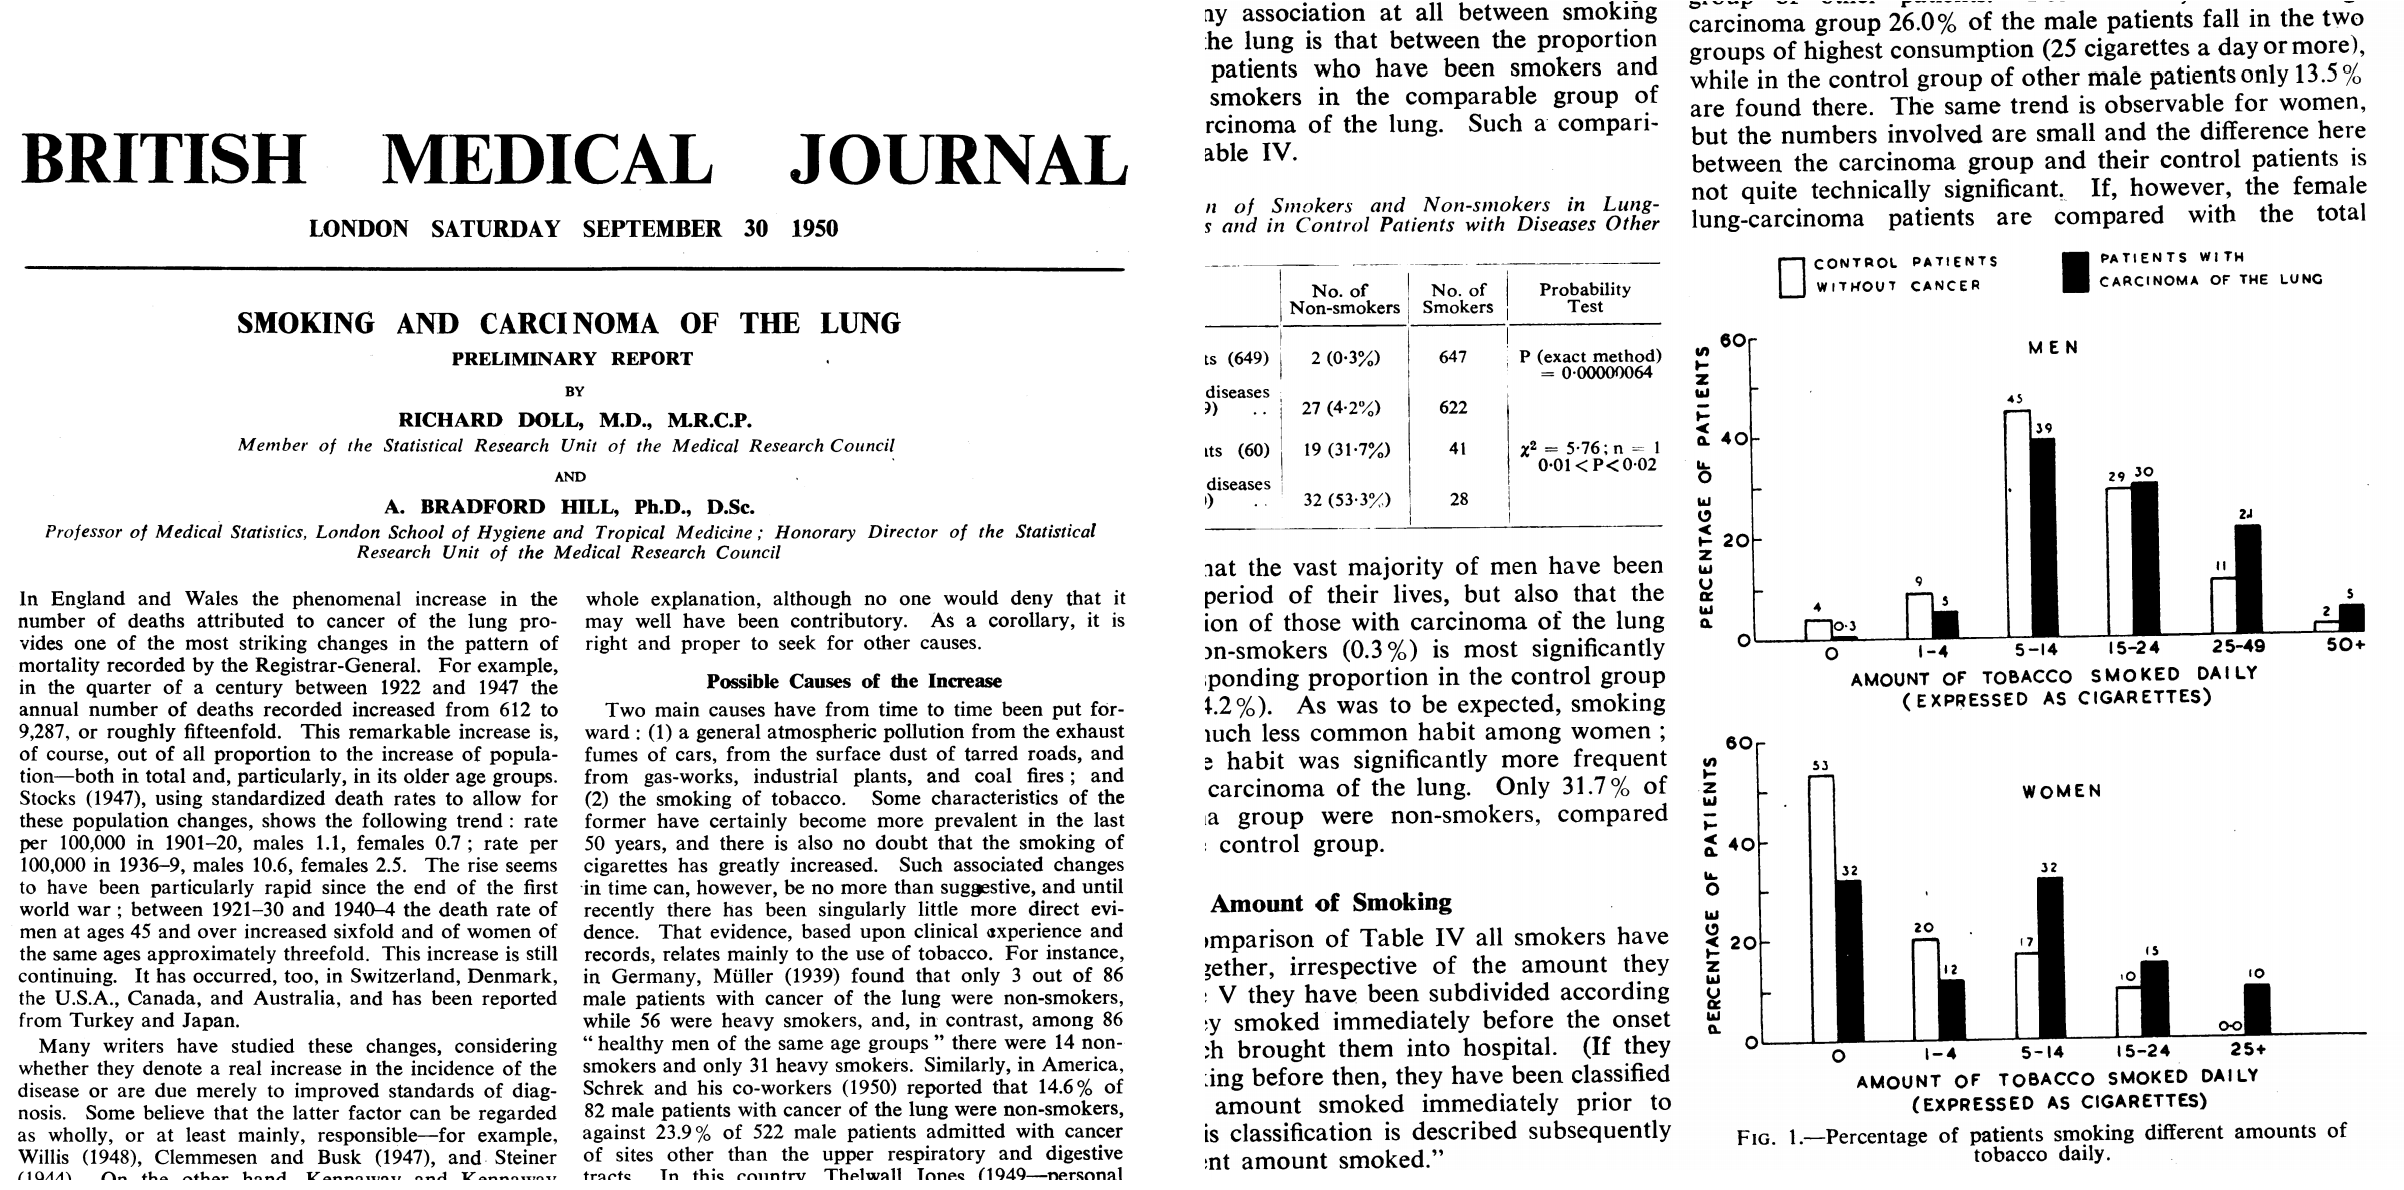 BRITISH MEDICAL JOURNAL
LONDON SATURDAY SEPTEMBER 30 1950
SMOKING AND CARCINOMA OF THE LUNG
PRELIMINARY REPORT
BY
RICHARD DOLL, M.D., M.R.C.P.
Member of the Statistical Research Unit of the Medical Research Council
AND
A. BRADFORD HILL, Ph.D., D.Sc.
Professor of Medical Statistics, London School of Hygiene and Tropical Medicine; Honorary Director of the Statistical
Research Unit of the Medical Research Council
In England and Wales the phenomenal increase in the
number of deaths attributed to cancer of the lung pro-
vides one of the most striking changes in the pattern of
mortality recorded by the Registrar-General. For example,
in the quarter of a century between 1922 and 1947 the
annual number of deaths recorded increased from 612 to
9,287, or roughly fifteenfold. This remarkable increase is,
of course, out of all proportion to the increase of popula-
tion—both in total and, particularly, in its older age groups.
Stocks (1947), using standardized death rates to allow for
these population changes, shows the following trend: rate
per 100,000 in 1901–20, males 1.1, females 0.7; rate per
100,000 in 1936–9, males 10.6, females 2.5. The rise seems
to have been particularly rapid since the end of the first
world war; between 1921–30 and 1940–4 the death rate of
men at ages 45 and over increased sixfold and of women of
the same ages approximately threefold. This increase is still
continuing. It has occurred, too, in Switzerland, Denmark,
the U.S.A., Canada, and Australia, and has been reported
from Turkey and Japan.
Many writers have studied these changes, considering
whether they denote a real increase in the incidence of the
disease or are due merely to improved standards of diag-
nosis. Some believe that the latter factor can be regarded
as wholly, or at least mainly, responsible—for example,
Willis (1948), Clemmesen and Busk (1947), and Steiner
(1944). On the other hand, Kennaway and Kennaway
whole explanation, although no one would deny that it
may well have been contributory. As a corollary, it is
right and proper to seek for other causes.
Possible Causes of the Increase
Two main causes have from time to time been put for-
ward: (1) a general atmospheric pollution from the exhaust
fumes of cars, from the surface dust of tarred roads, and
from gas-works, industrial plants, and coal fires; and
(2) the smoking of tobacco. Some characteristics of the
former have certainly become more prevalent in the last
50 years, and there is also no doubt that the smoking of
cigarettes has greatly increased. Such associated changes
in time can, however, be no more than suggestive, and until
recently there has been singularly little more direct evi-
dence. That evidence, based upon clinical experience and
records, relates mainly to the use of tobacco. For instance,
in Germany, Müller (1939) found that only 3 out of 86
male patients with cancer of the lung were non-smokers,
while 56 were heavy smokers, and, in contrast, among 86
"healthy men of the same age groups" there were 14 non-
smokers and only 31 heavy smokers. Similarly, in America,
Schrek and his co-workers (1950) reported that 14.6% of
82 male patients with cancer of the lung were non-smokers,
against 23.9% of 522 male patients admitted with cancer
of sites other than the upper respiratory and digestive
tracts. In this country, Thelwall Jones (1949—personal
ny association at all between smoking
he lung is that between the proportion
patients who have been smokers and
smokers in the comparable group of
rcinoma of the lung. Such a compari-
able IV.
n of Smokers and Non-smokers in Lung-
s and in Control Patients with Diseases Other
No. of Non-smokers No. of Smokers Probability Test
ts (649) 2 (0·3%) 647 P (exact method)
= 0·00000064
diseases
9) .. 27 (4·2%) 622
ts (60) 19 (31·7%) 41 χ² = 5·76; n = 1
0·01<P<0·02
diseases
) .. 32 (53·3%) 28
hat the vast majority of men have been
period of their lives, but also that the
ion of those with carcinoma of the lung
on-smokers (0.3%) is most significantly
ponding proportion in the control group
4.2%). As was to be expected, smoking
uch less common habit among women;
e habit was significantly more frequent
carcinoma of the lung. Only 31.7% of
a group were non-smokers, compared
control group.
Amount of Smoking
omparison of Table IV all smokers have
gether, irrespective of the amount they
V they have been subdivided according
y smoked immediately before the onset
ch brought them into hospital. (If they
ing before then, they have been classified
amount smoked immediately prior to
is classification is described subsequently
nt amount smoked."
carcinoma group 26.0% of the male patients fall in the two
groups of highest consumption (25 cigarettes a day or more),
while in the control group of other male patients only 13.5%
are found there. The same trend is observable for women,
but the numbers involved are small and the difference here
between the carcinoma group and their control patients is
not quite technically significant. If, however, the female
lung-carcinoma patients are compared with the total
CONTROL PATIENTS
WITHOUT CANCER
PATIENTS WITH
CARCINOMA OF THE LUNG
MEN
PERCENTAGE OF PATIENTS
60
40
20
0
4 0·3 9 5 45 39 29 30 11 21 2 5
0 1-4 5-14 15-24 25-49 50+
AMOUNT OF TOBACCO SMOKED DAILY
(EXPRESSED AS CIGARETTES)
WOMEN
PERCENTAGE OF PATIENTS
60
40
20
0
53 32 20 12 17 32 10 15 0·0 10
0 1-4 5-14 15-24 25+
AMOUNT OF TOBACCO SMOKED DAILY
(EXPRESSED AS CIGARETTES)
FIG. 1.—Percentage of patients smoking different amounts of
tobacco daily.